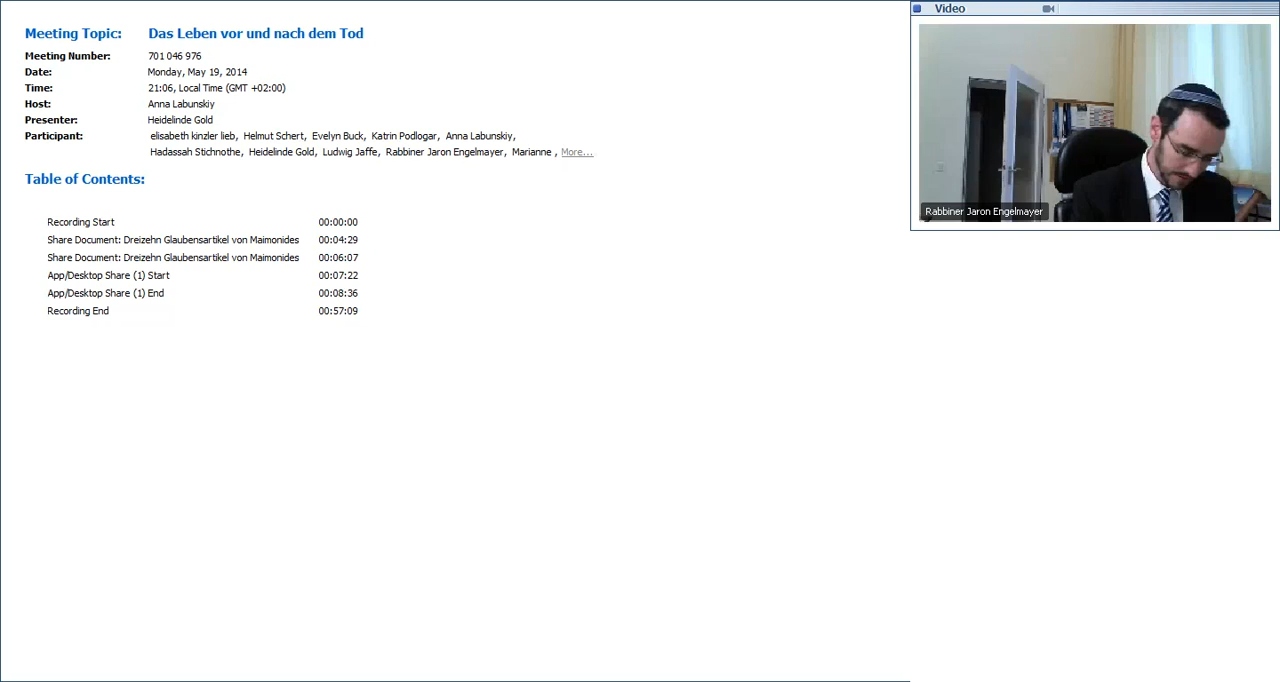 Meeting Topic: Das Leben vor und nach dem Tod
Meeting Number: 701 046 976
Date: Monday, May 19, 2014
Time: 21:06, Local Time (GMT +02:00)
Host: Anna Labunskiy
Presenter: Heidelinde Gold
Participant: elisabeth kinzler lieb, Helmut Schert, Evelyn Buck, Katrin Podlogar, Anna Labunskiy,
Hadassah Stichnothe, Heidelinde Gold, Ludwig Jaffe, Rabbiner Jaron Engelmayer, Marianne , More...
Table of Contents:
Recording Start 00:00:00
Share Document: Dreizehn Glaubensartikel von Maimonides 00:04:29
Share Document: Dreizehn Glaubensartikel von Maimonides 00:06:07
App/Desktop Share (1) Start 00:07:22
App/Desktop Share (1) End 00:08:36
Recording End 00:57:09
Video
Rabbiner Jaron Engelmayer